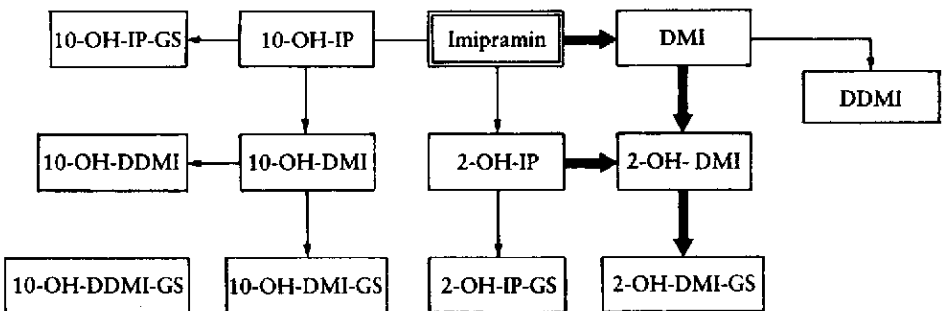 10-OH-IP-GS
10-OH-IP
Imipramin
DMI
DDMI
10-OH-DDMI
10-OH-DMI
2-OH-IP
2-OH- DMI
10-OH-DDMI-GS
10-OH-DMI-GS
2-OH-IP-GS
2-OH-DMI-GS